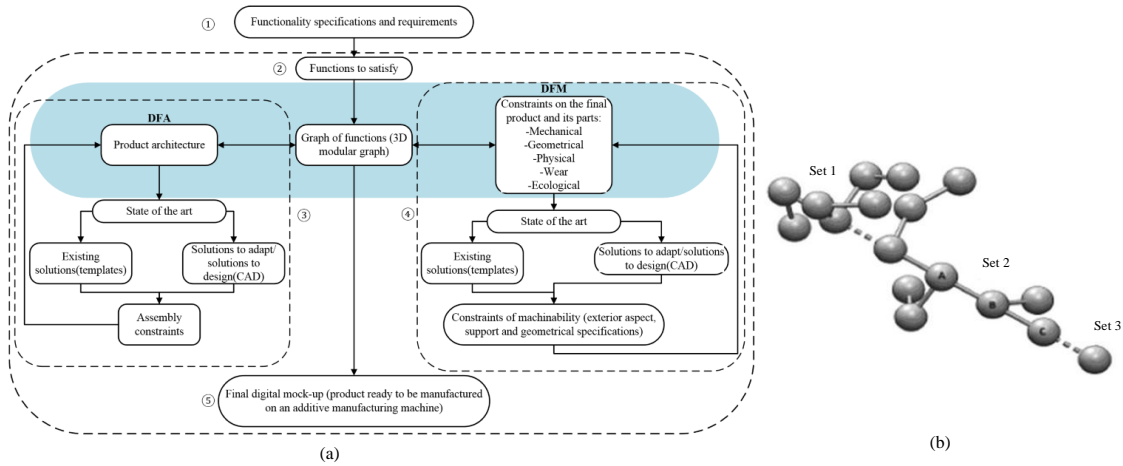 ① Functionality specifications and requirements
② Functions to satisfy
DFA
Product architecture
Graph of functions (3D
modular graph)
DFM
Constraints on the final
product and its parts:
-Mechanical
-Geometrical
-Physical
-Wear
-Ecological
③
State of the art
Existing
solutions(templates)
Solutions to adapt/
solutions to
design(CAD)
Assembly
constraints
④
State of the art
Existing
solutions(templates)
Solutions to adapt/solutions
to design(CAD)
Constraints of machinability (exterior aspect,
support and geometrical specifications)
⑤ Final digital mock-up (product ready to be manufactured
on an additive manufacturing machine)
(a)
Set 1
Set 2
A
B
C
Set 3
(b)